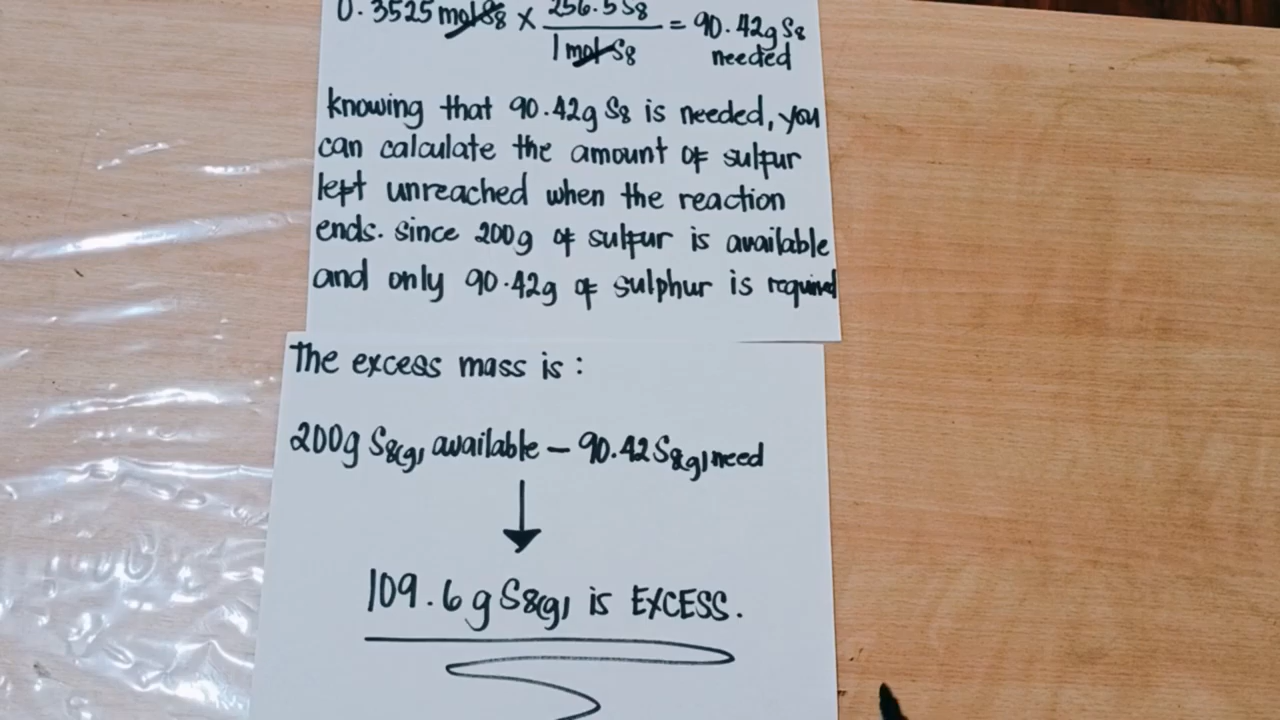 0.3525 mol S8 × 256.5 S8 / 1 mol S8 = 90.42g S8 needed
knowing that 90.42g S8 is needed, you
can calculate the amount of sulfur
left unreached when the reaction
ends. since 200g of sulfur is available
and only 90.42g of sulphur is required
The excess mass is :
200g S8(g) available – 90.42 S8(g) need
↓
109.6 g S8(g) is EXCESS.